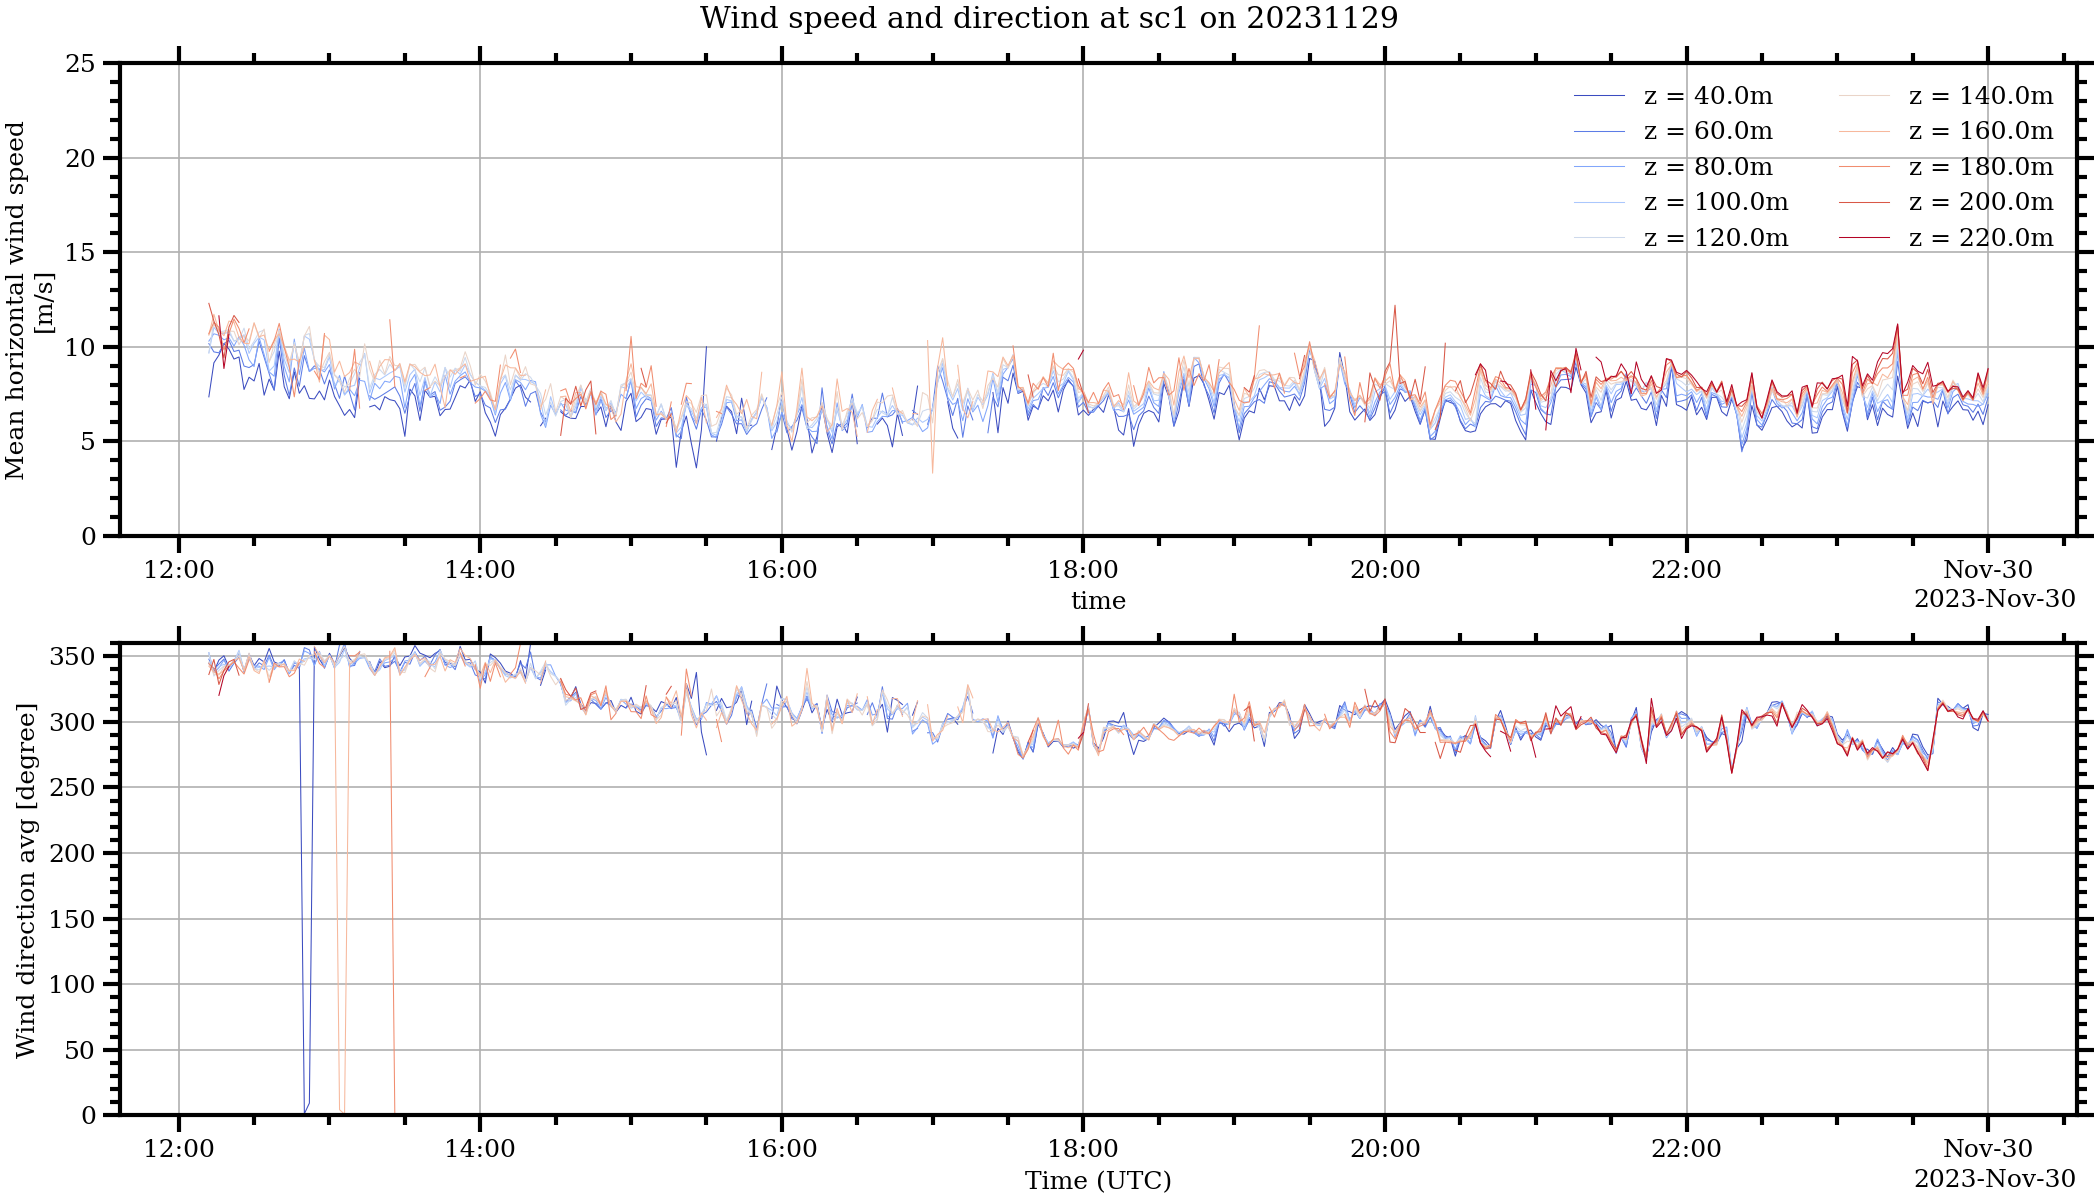 Wind speed and direction at sc1 on 20231129
Mean horizontal wind speed
[m/s]
25
20
15
10
5
0
z = 40.0m
z = 60.0m
z = 80.0m
z = 100.0m
z = 120.0m
z = 140.0m
z = 160.0m
z = 180.0m
z = 200.0m
z = 220.0m
12:00 14:00 16:00 18:00 20:00 22:00 Nov-30
time
2023-Nov-30
Wind direction avg [degree]
350
300
250
200
150
100
50
0
12:00 14:00 16:00 18:00 20:00 22:00 Nov-30
Time (UTC)
2023-Nov-30